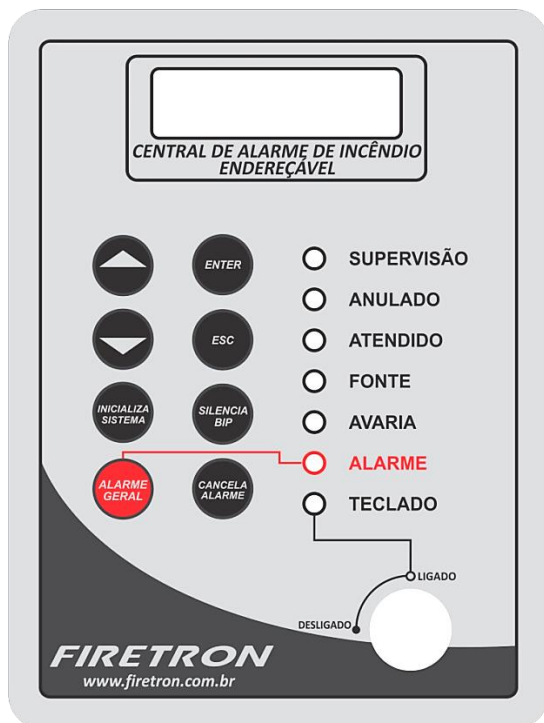 CENTRAL DE ALARME DE INCÊNDIO
ENDEREÇÁVEL
ENTER
SUPERVISÃO
ANULADO
ESC
ATENDIDO
FONTE
INICIALIZA
SISTEMA
SILENCIA
BIP
AVARIA
ALARME
ALARME
GERAL
CANCELA
ALARME
TECLADO
LIGADO
DESLIGADO
FIRETRON
www.firetron.com.br